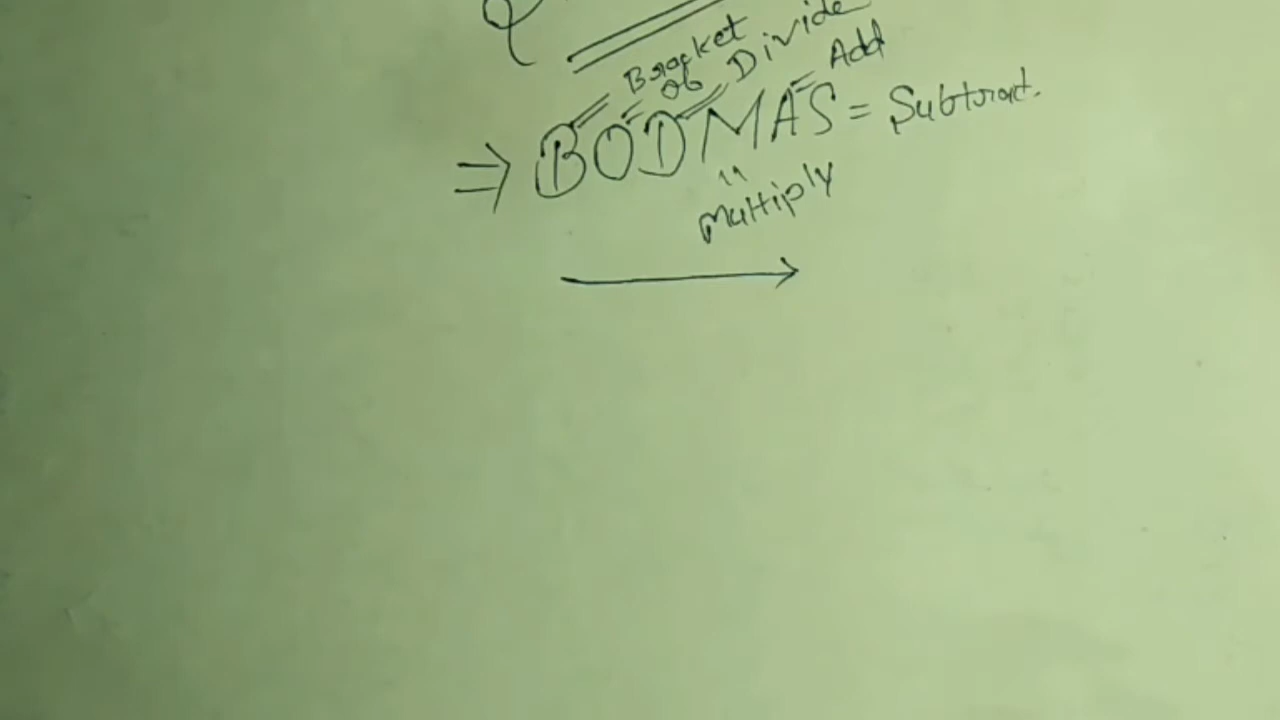 Bracket
of Divide
Add
⇒ BODMAS = Subtract.
Multiply